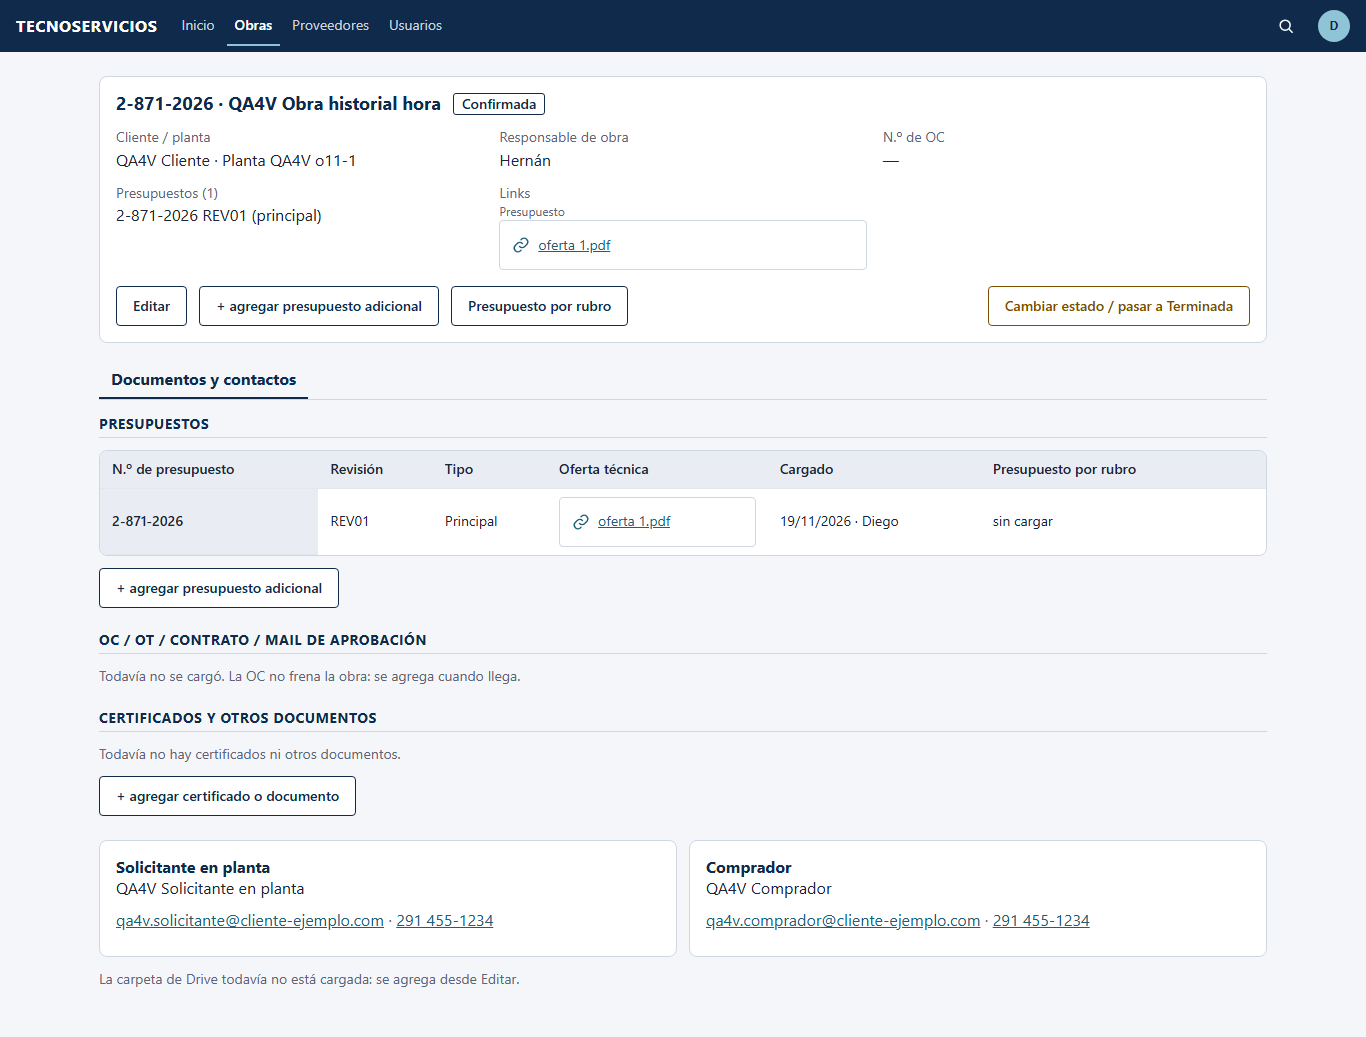 TECNOSERVICIOS Inicio Obras Proveedores Usuarios D
2-871-2026 · QA4V Obra historial hora Confirmada
Cliente / planta
QA4V Cliente · Planta QA4V o11-1
Responsable de obra
Hernán
N.º de OC
—
Presupuestos (1)
2-871-2026 REV01 (principal)
Links
Presupuesto
oferta 1.pdf
Editar + agregar presupuesto adicional Presupuesto por rubro Cambiar estado / pasar a Terminada
Documentos y contactos
PRESUPUESTOS
N.º de presupuesto Revisión Tipo Oferta técnica Cargado Presupuesto por rubro
2-871-2026 REV01 Principal oferta 1.pdf 19/11/2026 · Diego sin cargar
+ agregar presupuesto adicional
OC / OT / CONTRATO / MAIL DE APROBACIÓN
Todavía no se cargó. La OC no frena la obra: se agrega cuando llega.
CERTIFICADOS Y OTROS DOCUMENTOS
Todavía no hay certificados ni otros documentos.
+ agregar certificado o documento
Solicitante en planta
QA4V Solicitante en planta
qa4v.solicitante@cliente-ejemplo.com · 291 455-1234
Comprador
QA4V Comprador
qa4v.comprador@cliente-ejemplo.com · 291 455-1234
La carpeta de Drive todavía no está cargada: se agrega desde Editar.